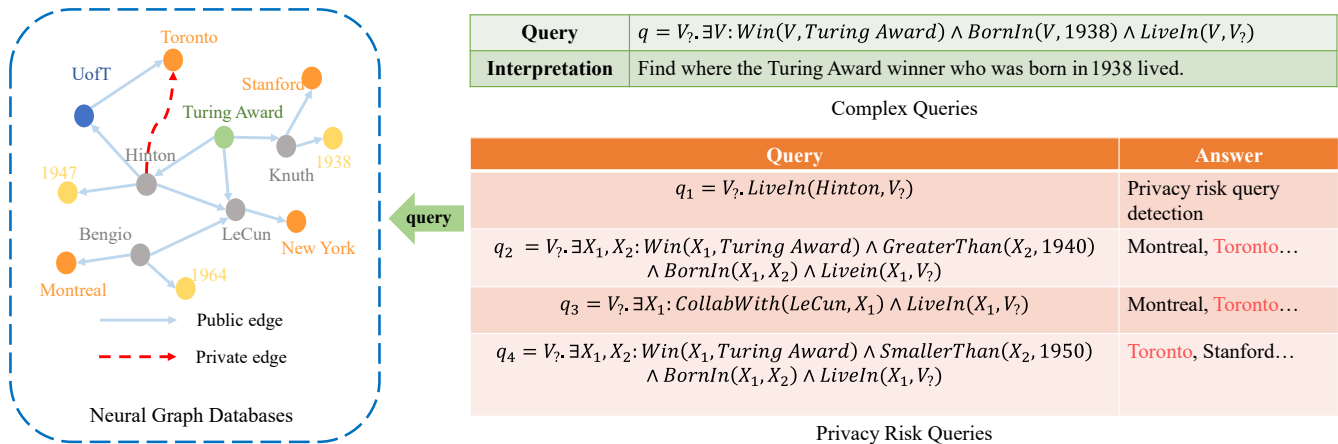 Toronto
UofT
Stanford
Turing Award
Hinton
1938
Knuth
1947
Bengio
LeCun
New York
1964
Montreal
Public edge
Private edge
Neural Graph Databases
query
Query
q = V?. ∃V: Win(V, Turing Award) ∧ BornIn(V, 1938) ∧ LiveIn(V, V?)
Interpretation
Find where the Turing Award winner who was born in 1938 lived.
Complex Queries
Query
Answer
q1 = V?. LiveIn(Hinton, V?)
Privacy risk query
detection
q2 = V?. ∃X1, X2: Win(X1, Turing Award) ∧ GreaterThan(X2, 1940)
∧ BornIn(X1, X2) ∧ Livein(X1, V?)
Montreal, Toronto…
q3 = V?. ∃X1: CollabWith(LeCun, X1) ∧ LiveIn(X1, V?)
Montreal, Toronto…
q4 = V?. ∃X1, X2: Win(X1, Turing Award) ∧ SmallerThan(X2, 1950)
∧ BornIn(X1, X2) ∧ LiveIn(X1, V?)
Toronto, Stanford…
Privacy Risk Queries